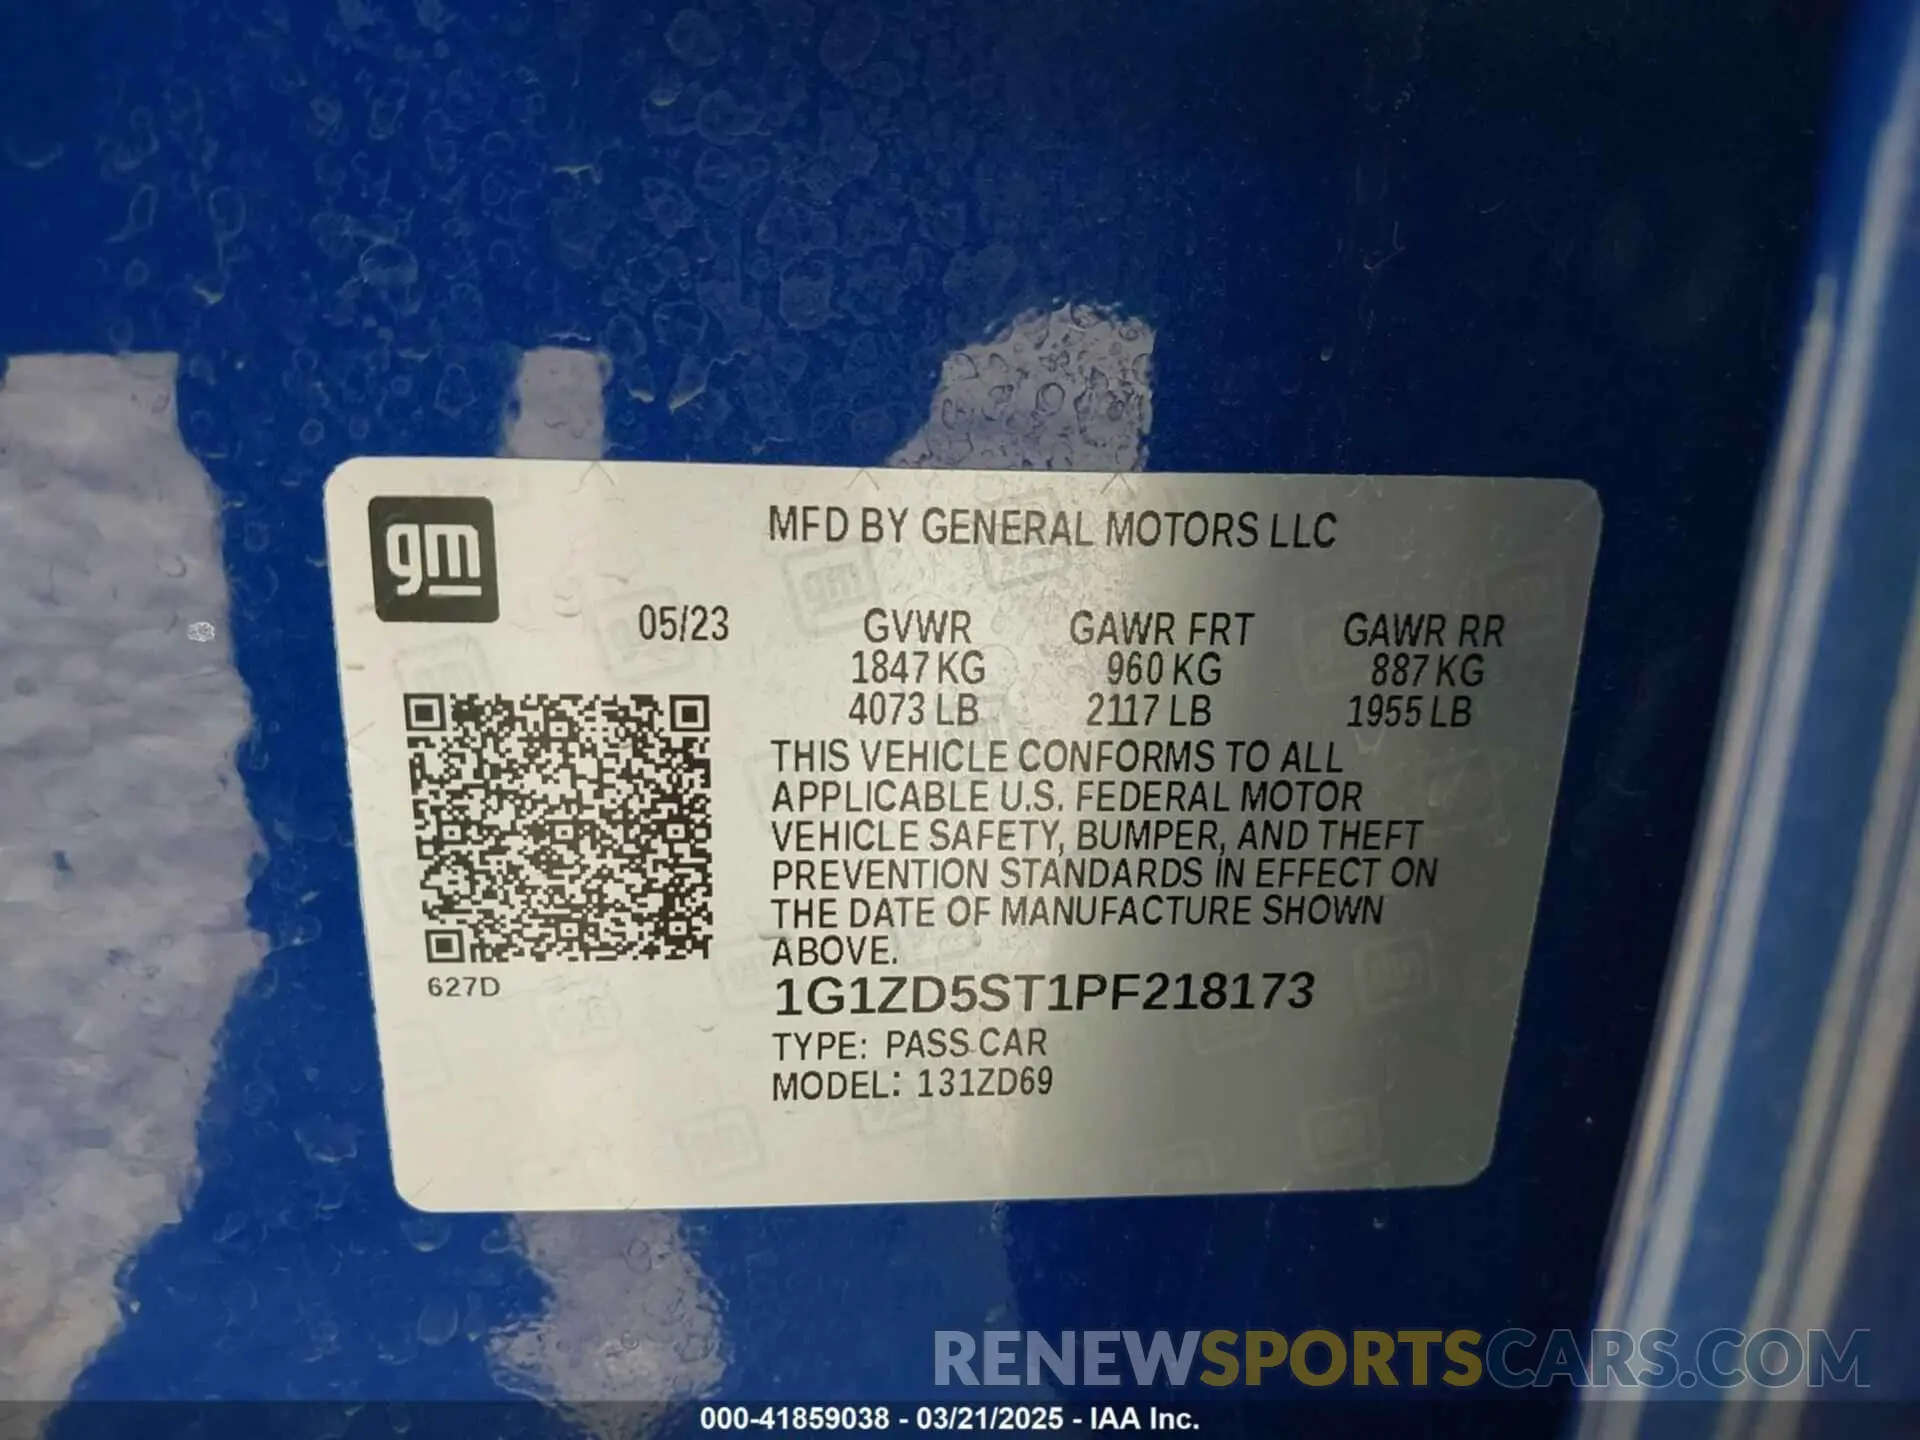 gm
MFD BY GENERAL MOTORS LLC
05/23 GVWR GAWR FRT GAWR RR
1847 KG 960 KG 887 KG
4073 LB 2117 LB 1955 LB
THIS VEHICLE CONFORMS TO ALL
APPLICABLE U.S. FEDERAL MOTOR
VEHICLE SAFETY, BUMPER, AND THEFT
PREVENTION STANDARDS IN EFFECT ON
THE DATE OF MANUFACTURE SHOWN
ABOVE.
627D
1G1ZD5ST1PF218173
TYPE: PASS CAR
MODEL: 131ZD69
RENEWSPORTSCARS.COM
000-41859038 - 03/21/2025 - IAA Inc.